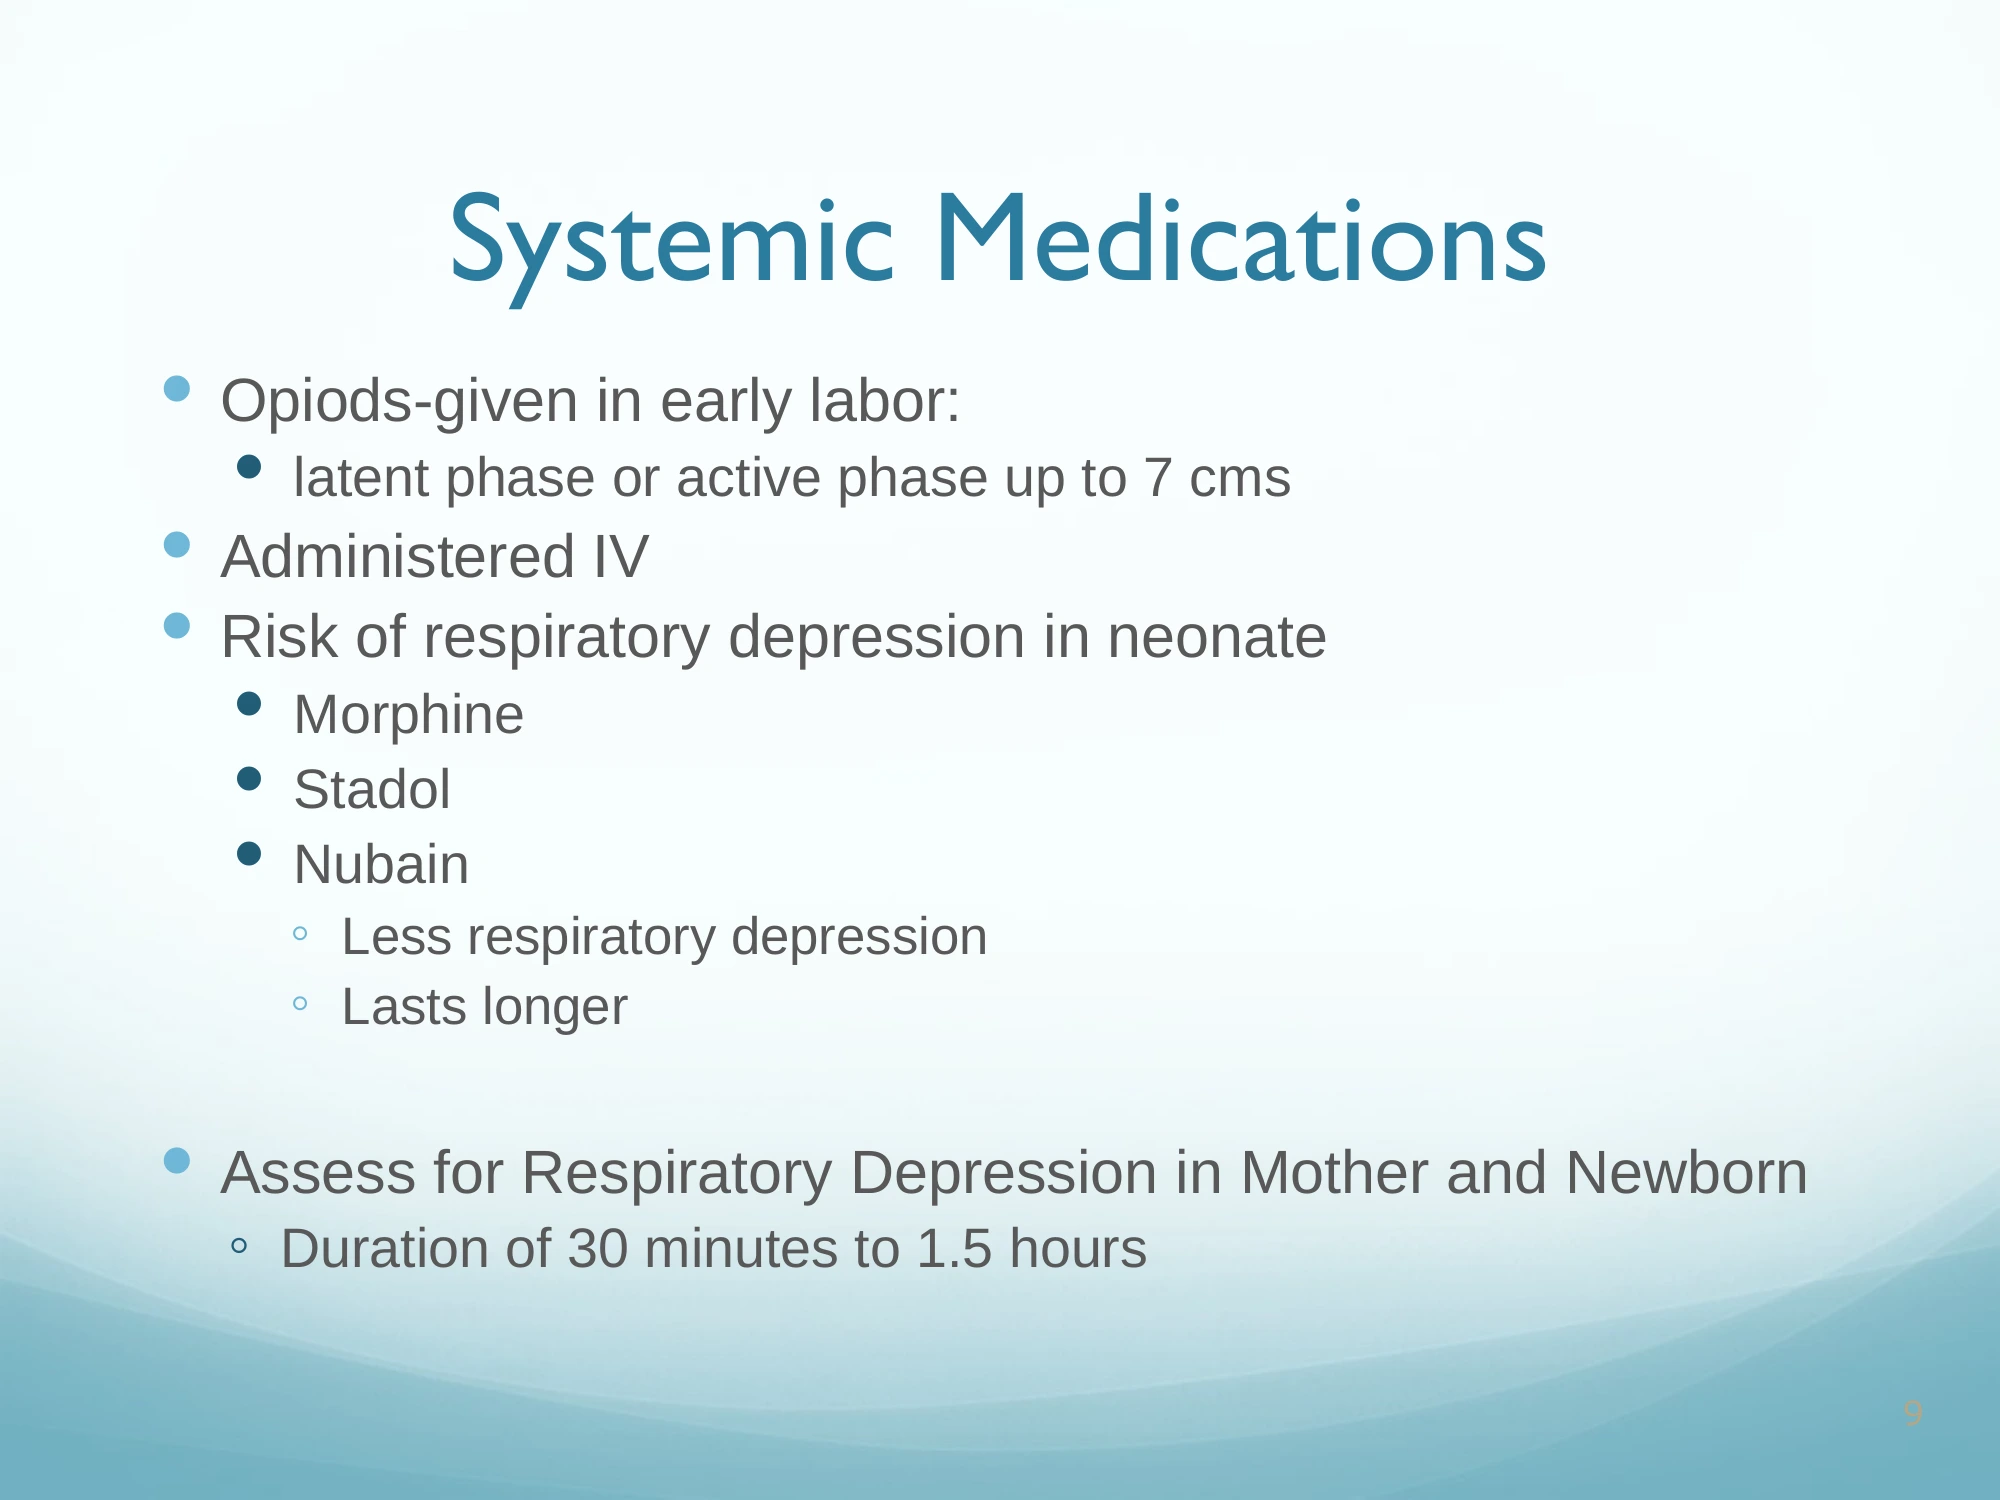 Systemic Medications
Opiods-given in early labor:
latent phase or active phase up to 7 cms
Administered IV
Risk of respiratory depression in neonate
Morphine
Stadol
Nubain
Less respiratory depression
Lasts longer
Assess for Respiratory Depression in Mother and Newborn
Duration of 30 minutes to 1.5 hours
9